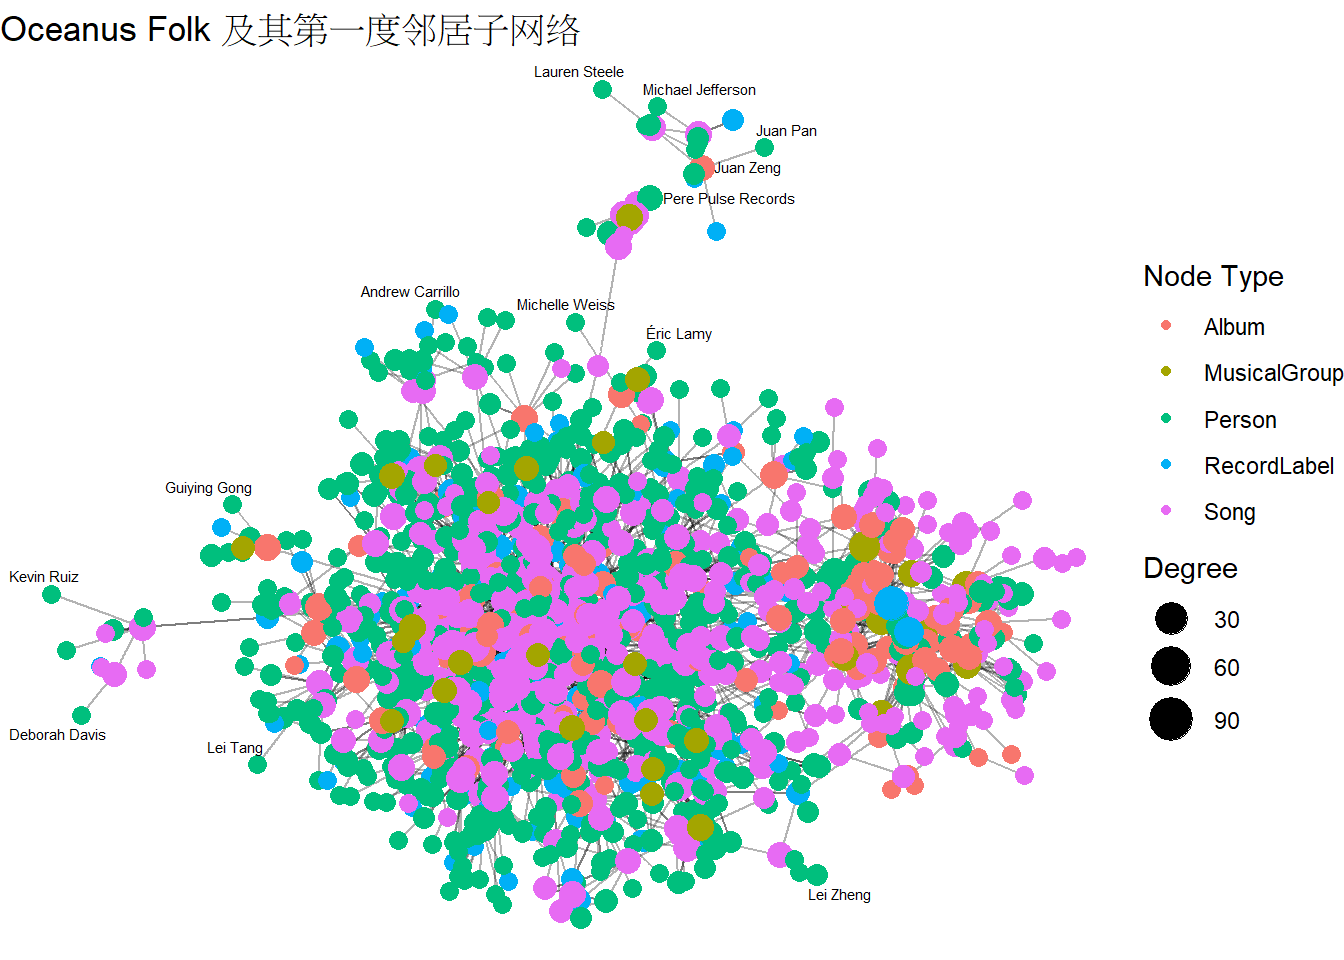 Oceanus Folk 及其第一度邻居子网络
Lauren Steele
Michael Jefferson
Juan Pan
Juan Zeng
Pere Pulse Records
Andrew Carrillo
Michelle Weiss
Éric Lamy
Guiying Gong
Kevin Ruiz
Deborah Davis
Lei Tang
Lei Zheng
Node Type
Album
MusicalGroup
Person
RecordLabel
Song
Degree
30
60
90